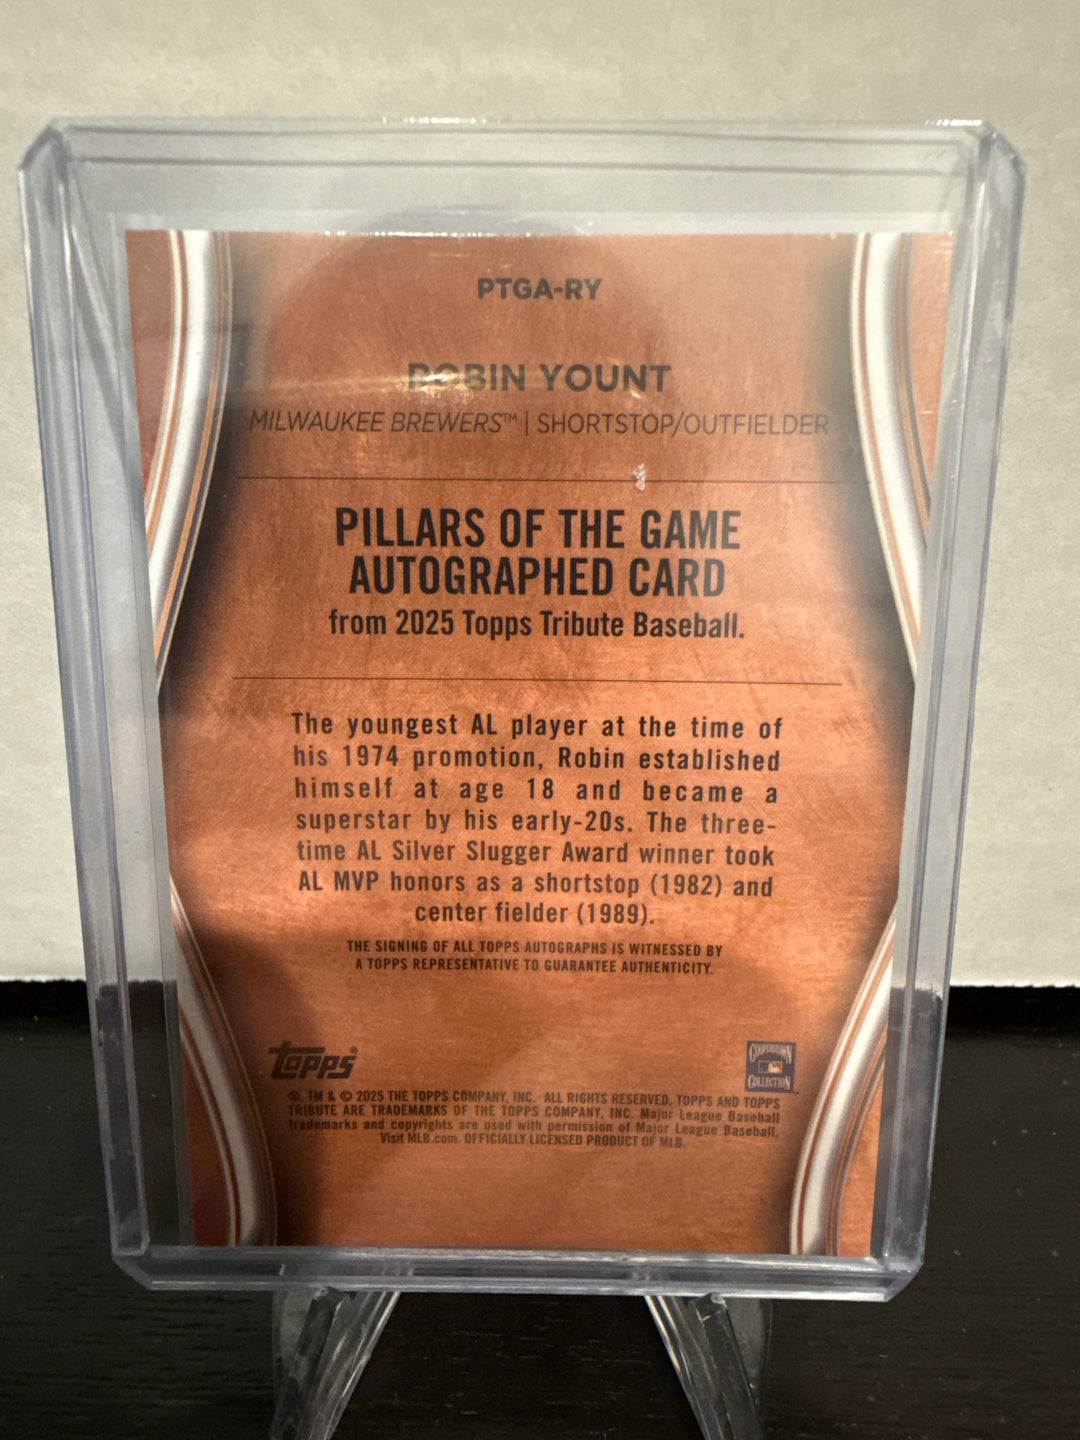 PTGA-RY
ROBIN YOUNT
MILWAUKEE BREWERS™ | SHORTSTOP/OUTFIELDER
PILLARS OF THE GAME
AUTOGRAPHED CARD
from 2025 Topps Tribute Baseball.
The youngest AL player at the time of
his 1974 promotion, Robin established
himself at age 18 and became a
superstar by his early-20s. The three-
time AL Silver Slugger Award winner took
AL MVP honors as a shortstop (1982) and
center fielder (1989).
THE SIGNING OF ALL TOPPS AUTOGRAPHS IS WITNESSED BY
A TOPPS REPRESENTATIVE TO GUARANTEE AUTHENTICITY.
topps®
COOPERSTOWN
COLLECTION™
®, TM & © 2025 THE TOPPS COMPANY, INC. ALL RIGHTS RESERVED. TOPPS AND TOPPS
TRIBUTE ARE TRADEMARKS OF THE TOPPS COMPANY, INC. Major League Baseball
trademarks and copyrights are used with permission of Major League Baseball.
Visit MLB.com. OFFICIALLY LICENSED PRODUCT OF MLB.